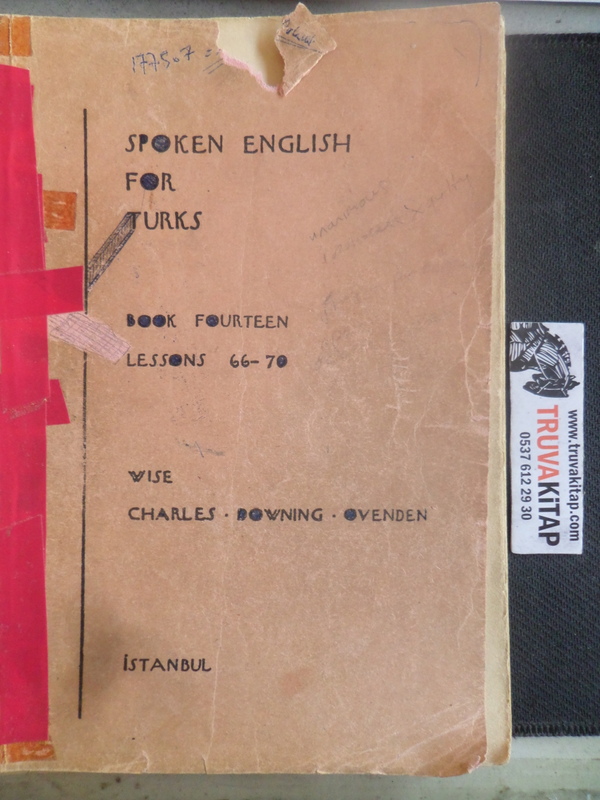 177507 =
SPOKEN ENGLISH
FOR
TURKS
BOOK FOURTEEN
LESSONS 66-70
WISE
CHARLES · DOWNING · OVENDEN
İSTANBUL
www.truvakitap.com
TRUVAKiTAP
0537 612 29 30